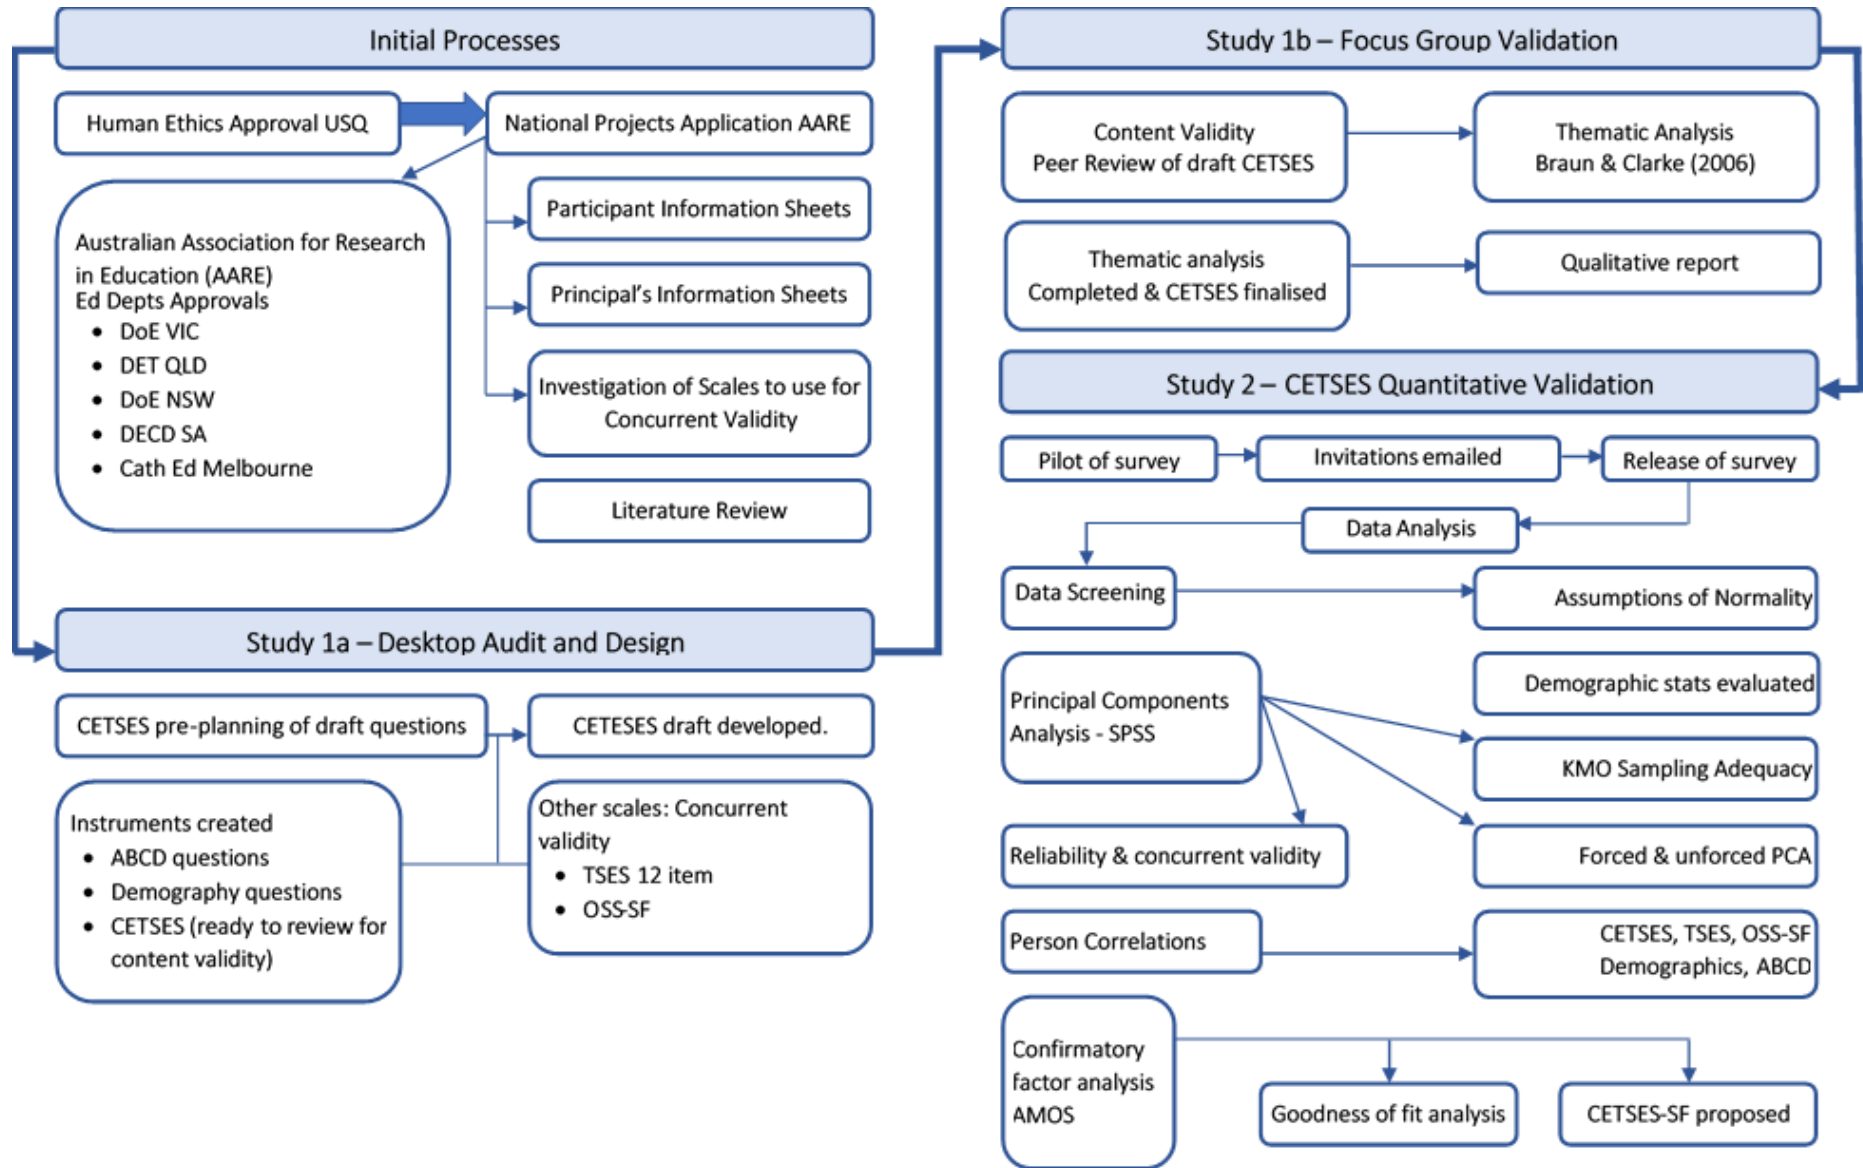 Initial Processes
Human Ethics Approval USQ
National Projects Application AARE
Australian Association for Research
in Education (AARE)
Ed Depts Approvals
• DoE VIC
• DET QLD
• DoE NSW
• DECD SA
• Cath Ed Melbourne
Participant Information Sheets
Principal's Information Sheets
Investigation of Scales to use for
Concurrent Validity
Literature Review
Study 1a – Desktop Audit and Design
CETSES pre-planning of draft questions
CETESES draft developed.
Instruments created
• ABCD questions
• Demography questions
• CETSES (ready to review for
content validity)
Other scales: Concurrent
validity
• TSES 12 item
• OSS-SF
Study 1b – Focus Group Validation
Content Validity
Peer Review of draft CETSES
Thematic Analysis
Braun & Clarke (2006)
Thematic analysis
Completed & CETSES finalised
Qualitative report
Study 2 – CETSES Quantitative Validation
Pilot of survey
Invitations emailed
Release of survey
Data Analysis
Data Screening
Assumptions of Normality
Principal Components
Analysis - SPSS
Demographic stats evaluated
KMO Sampling Adequacy
Reliability & concurrent validity
Forced & unforced PCA
Person Correlations
CETSES, TSES, OSS-SF
Demographics, ABCD
Confirmatory
factor analysis
AMOS
Goodness of fit analysis
CETSES-SF proposed